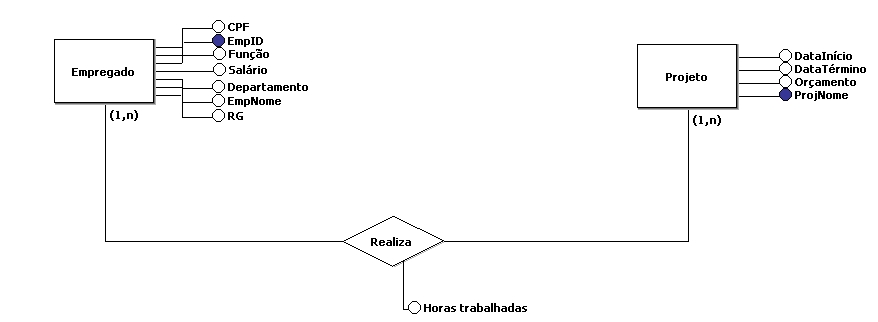 Empregado
CPF
EmpID
Função
Salário
Departamento
EmpNome
RG
(1,n)
Projeto
DataInício
DataTérmino
Orçamento
ProjNome
(1,n)
Realiza
Horas trabalhadas